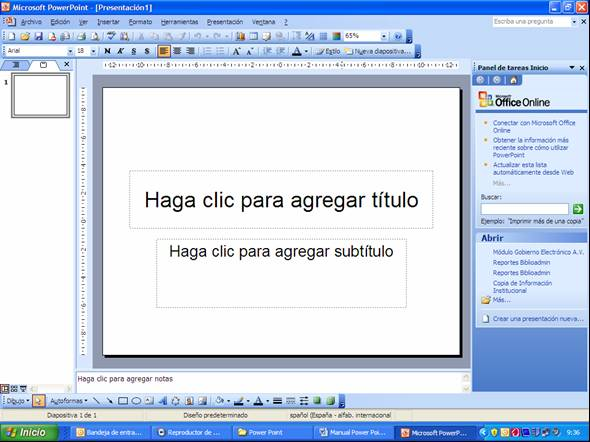 Microsoft PowerPoint - [Presentación1]
Archivo Edición Ver Insertar Formato Herramientas Presentación Ventana ?
Escriba una pregunta
65%
Arial 18 N K S
Estilo Nueva diapositiva...
1
Haga clic para agregar título
Haga clic para agregar subtítulo
Haga clic para agregar notas
Panel de tareas Inicio
Microsoft
Office Online
Conectar con Microsoft Office
Online
Obtener la información más
reciente sobre cómo utilizar
PowerPoint
Actualizar esta lista
automáticamente desde Web
Más...
Buscar:
Ejemplo: "Imprimir más de una copia"
Abrir
Módulo Gobierno Electrónico A.V.
Reportes Biblioadmin
Reportes Biblioadmin
Copia de Información
Institucional
Más...
Crear una presentación nueva...
Dibujo Autoformas
Diapositiva 1 de 1 Diseño predeterminado spañol (España - alfab. internacional
Inicio Bandeja de entra... Reproductor de ... Power Point Manual Power Poi... Microsoft PowerP... 9:36